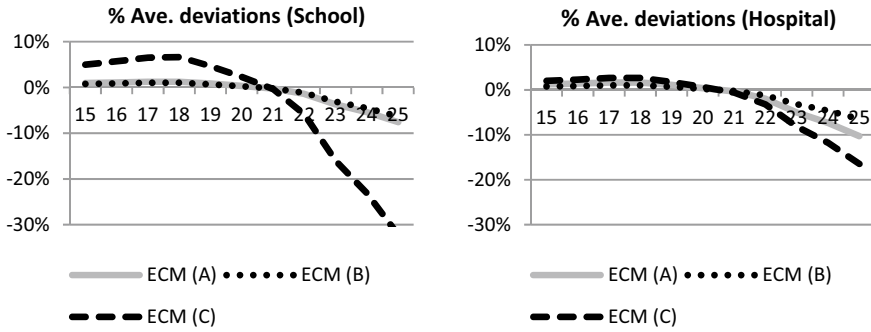 % Ave. deviations (School)
10%
0%
-10%
-20%
-30%
15 16 17 18 19 20 21 22 23 24 25
ECM (A) ECM (B)
ECM (C)
% Ave. deviations (Hospital)
10%
0%
-10%
-20%
-30%
15 16 17 18 19 20 21 22 23 24 25
ECM (A) ECM (B)
ECM (C)